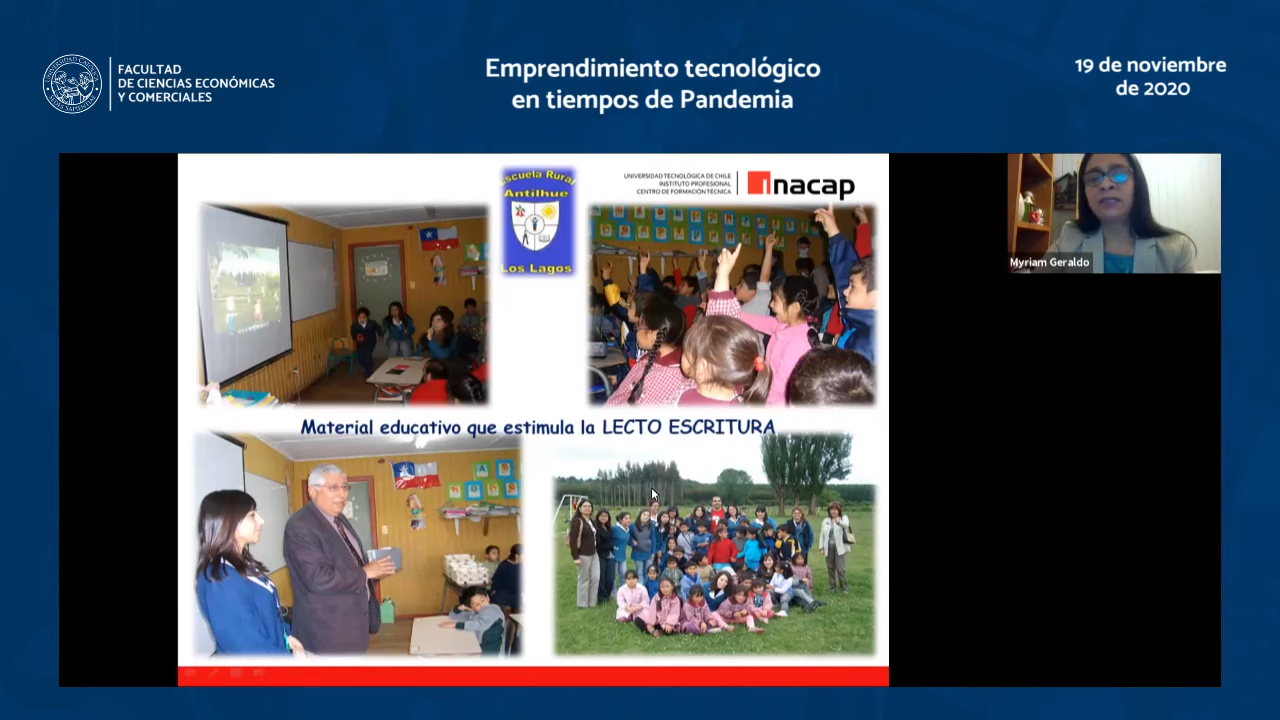 FACULTAD
DE CIENCIAS ECONÓMICAS
Y COMERCIALES
Emprendimiento tecnológico
en tiempos de Pandemia
19 de noviembre
de 2020
Escuela Rural
Antilhue
Los Lagos
UNIVERSIDAD TECNOLÓGICA DE CHILE
INSTITUTO PROFESIONAL
CENTRO DE FORMACIÓN TÉCNICA
inacap
Myriam Geraldo
Material educativo que estimula la LECTO ESCRITURA